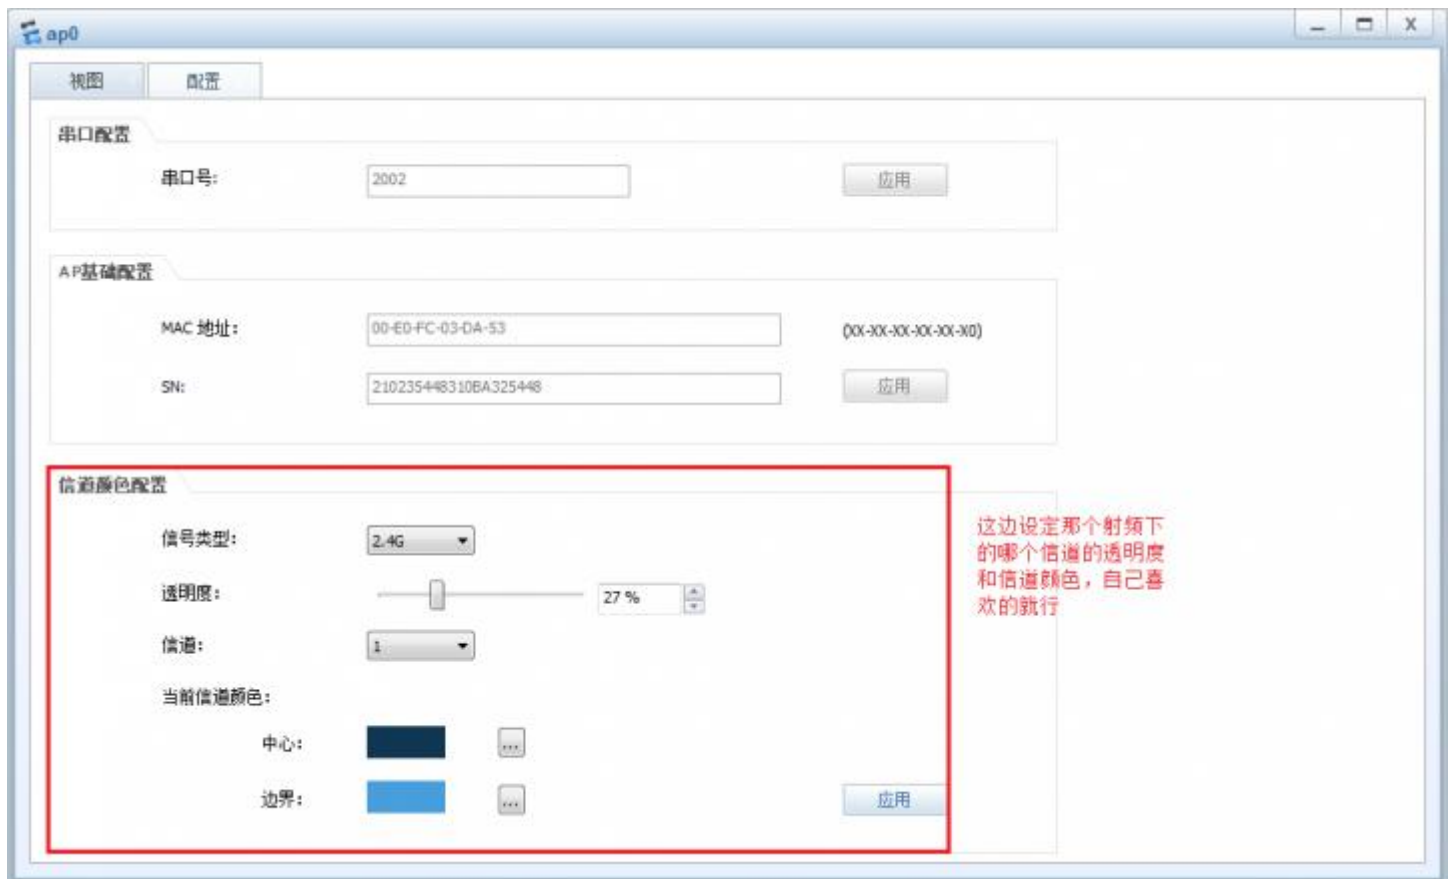 ap0
视图 配置
串口配置
串口号: 2002 应用
AP基础配置
MAC 地址: 00-E0-FC-03-DA-53 (XX-XX-XX-XX-XX-XX)
SN: 210235448310BA325448 应用
信道颜色配置
信号类型: 2.4G
透明度: 27 %
信道: 1
当前信道颜色:
中心: ...
边界: ... 应用
这边设定那个射频下
的哪个信道的透明度
和信道颜色，自己喜
欢的就行